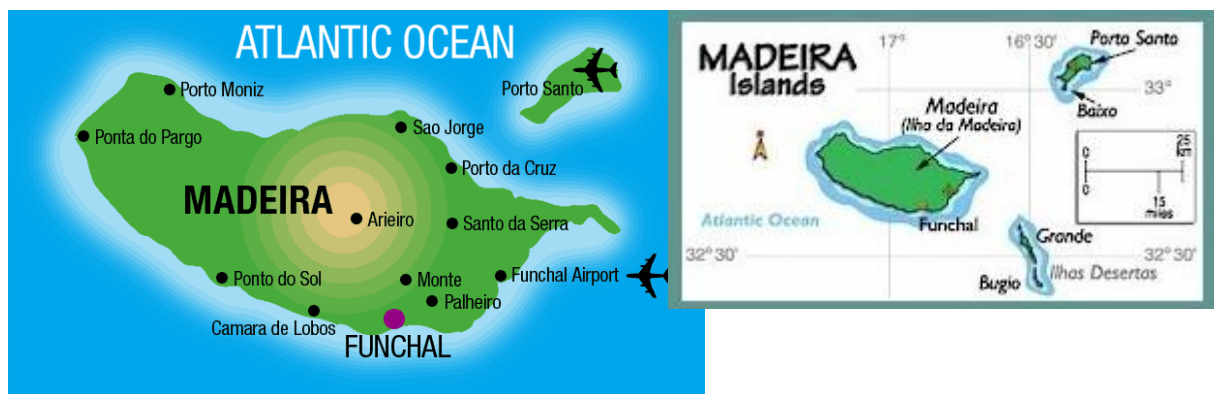 ATLANTIC OCEAN
Porto Moniz
Porto Santo
Ponta do Pargo
Sao Jorge
Porto da Cruz
MADEIRA
Arieiro
Santo da Serra
Ponto do Sol
Monte
Funchal Airport
Palheiro
Camara de Lobos
FUNCHAL
MADEIRA
Islands
17°
16° 30'
Porto Santo
33°
Baixo
Madeira
(Ilha da Madeira)
0
25
km
0
15
miles
Atlantic Ocean
Funchal
Grande
32° 30'
32° 30'
Ilhas Desertas
Bugio